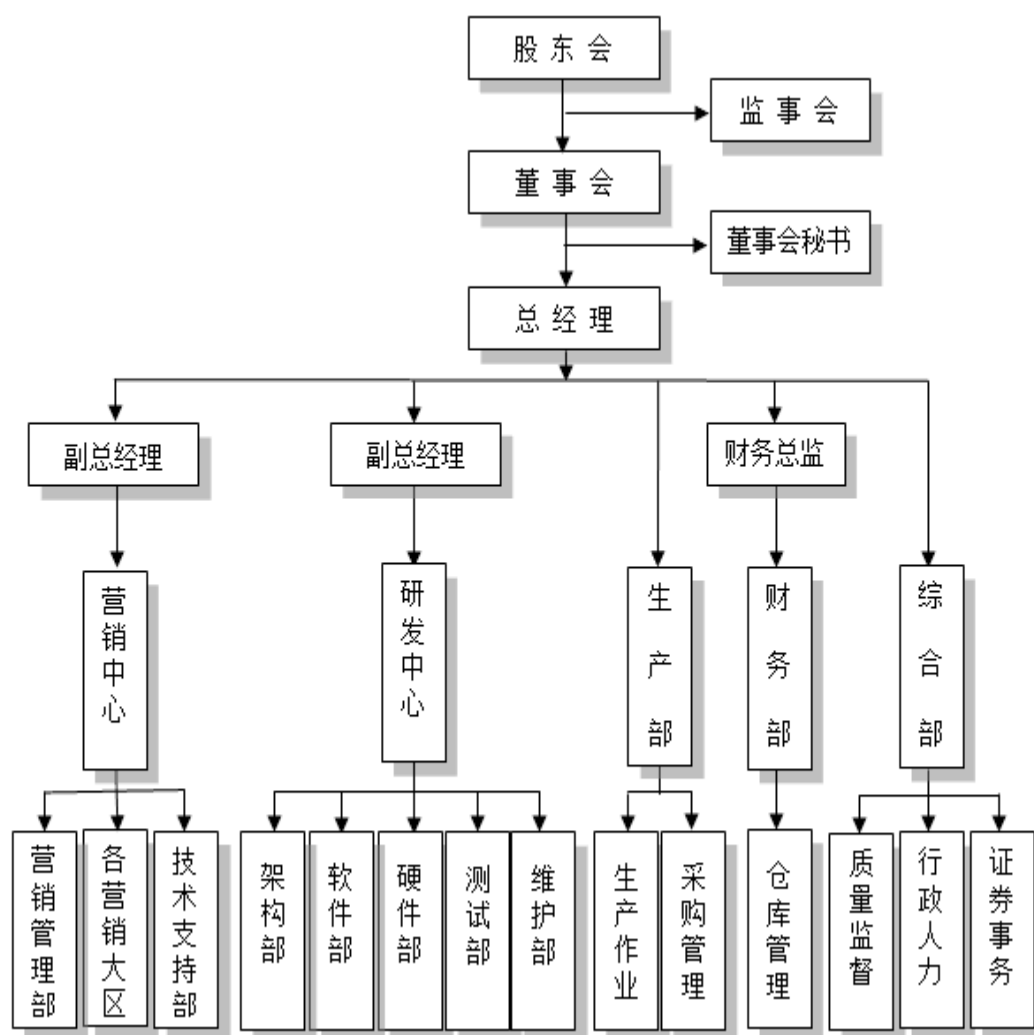 股东会
监事会
董事会
董事会秘书
总经理
副总经理
副总经理
财务总监
营销中心
研发中心
生产部
财务部
综合部
营销管理部
各营销大区
技术支持部
架构部
软件部
硬件部
测试部
维护部
生产作业
采购管理
仓库管理
质量监督
行政人力
证券事务